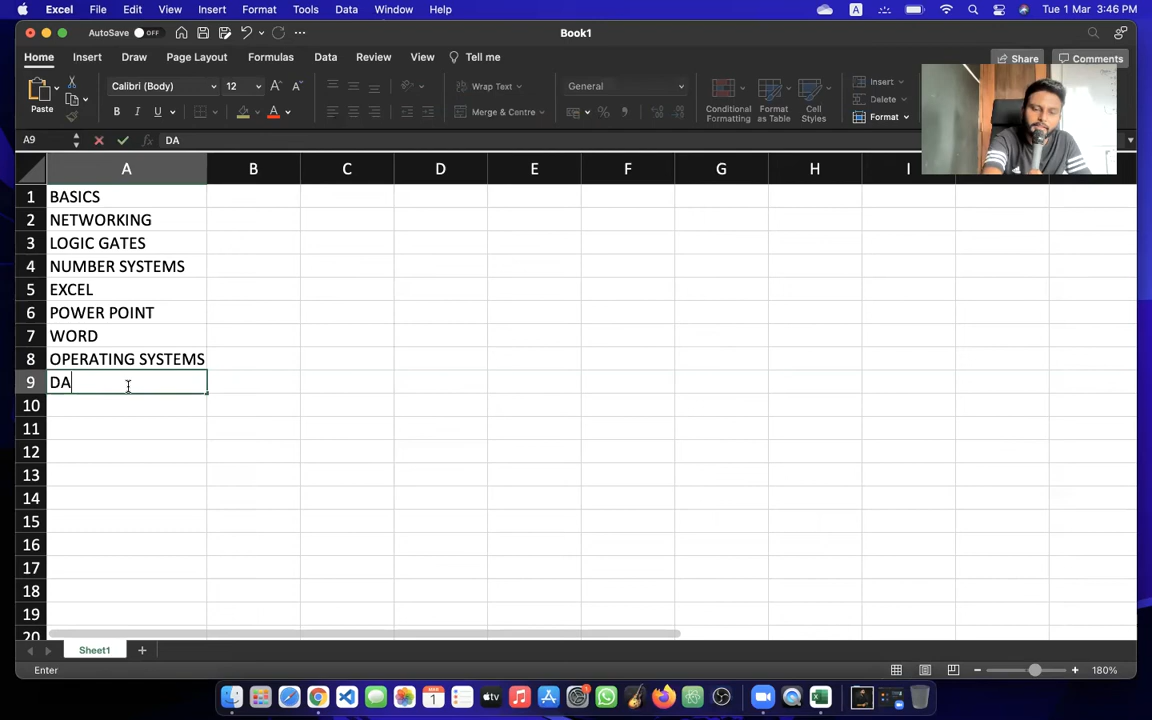 Excel File Edit View Insert Format Tools Data Window Help
A
Tue 1 Mar 3:46 PM
AutoSave OFF
Book1
Home Insert Draw Page Layout Formulas Data Review View Tell me
Share Comments
Paste
Calibri (Body) 12
A A
B I U A
Wrap Text
Merge & Centre
General
%
Conditional Formatting
Format as Table
Cell Styles
Insert
Delete
Format
A9 fx DA
A B C D E F G H I
1 BASICS
2 NETWORKING
3 LOGIC GATES
4 NUMBER SYSTEMS
5 EXCEL
6 POWER POINT
7 WORD
8 OPERATING SYSTEMS
9 DA
10
11
12
13
14
15
16
17
18
19
20
Sheet1 +
Enter
180%